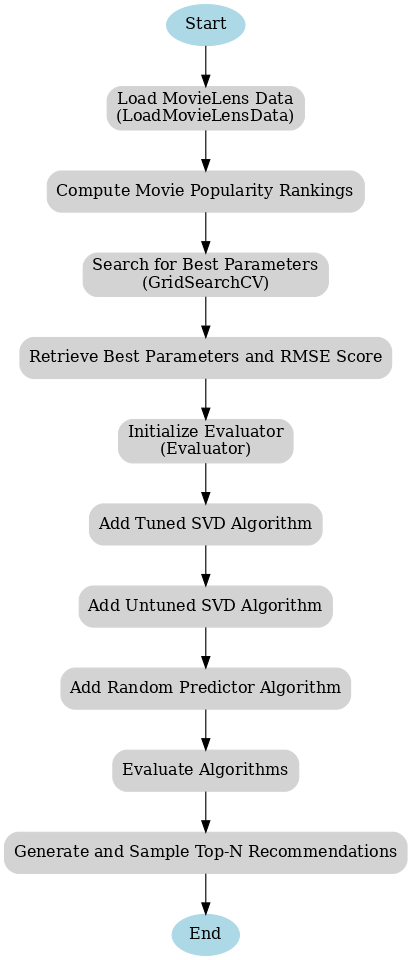 Start
Load MovieLens Data
(LoadMovieLensData)
Compute Movie Popularity Rankings
Search for Best Parameters
(GridSearchCV)
Retrieve Best Parameters and RMSE Score
Initialize Evaluator
(Evaluator)
Add Tuned SVD Algorithm
Add Untuned SVD Algorithm
Add Random Predictor Algorithm
Evaluate Algorithms
Generate and Sample Top-N Recommendations
End